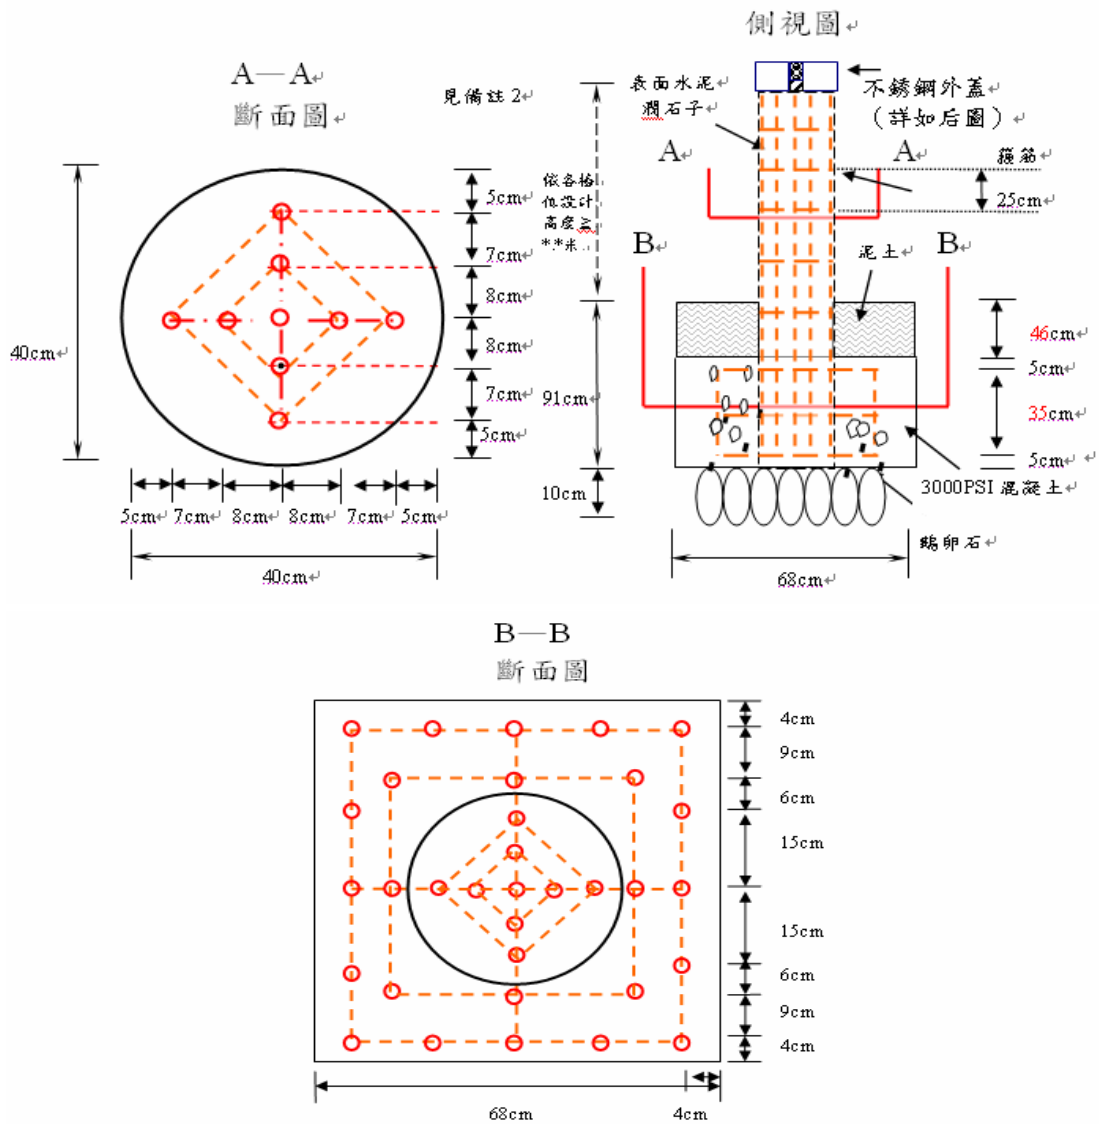 側視圖
A—A
斷面圖
見備註 2
表面水泥
潤石子
不銹鋼外蓋
（詳如后圖）
A
A
箍筋
25cm
依各格
他設計
高度≧
**米
B
B
泥土
40cm
5cm
7cm
8cm
8cm
7cm
5cm
91cm
10cm
46cm
5cm
35cm
5cm
3000PSI 混凝土
鵝卵石
68cm
5cm
7cm
8cm
8cm
7cm
5cm
40cm
B—B
斷面圖
4cm
9cm
6cm
15cm
15cm
6cm
9cm
4cm
68cm
4cm